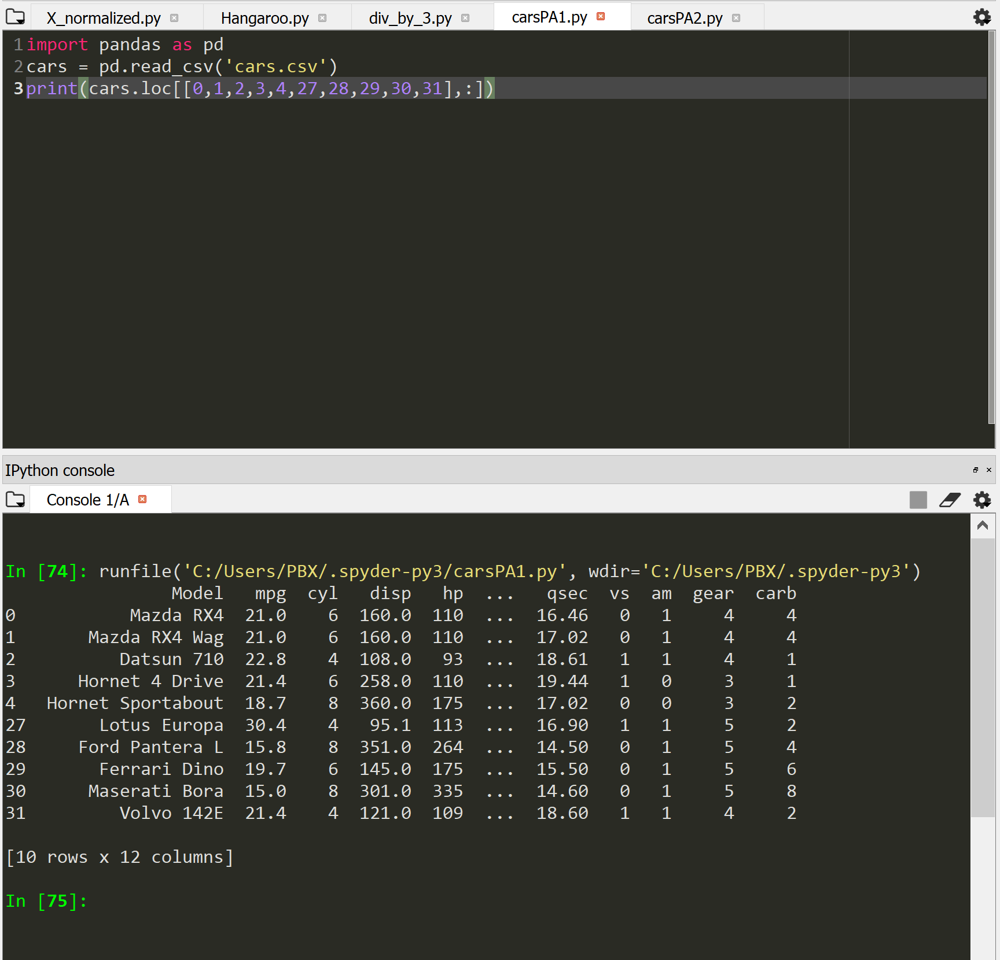 X_normalized.py Hangaroo.py div_by_3.py carsPA1.py carsPA2.py
1 import pandas as pd
2 cars = pd.read_csv('cars.csv')
3 print(cars.loc[[0,1,2,3,4,27,28,29,30,31],:])
IPython console
Console 1/A
In [74]: runfile('C:/Users/PBX/.spyder-py3/carsPA1.py', wdir='C:/Users/PBX/.spyder-py3')
Model mpg cyl disp hp ... qsec vs am gear carb
0 Mazda RX4 21.0 6 160.0 110 ... 16.46 0 1 4 4
1 Mazda RX4 Wag 21.0 6 160.0 110 ... 17.02 0 1 4 4
2 Datsun 710 22.8 4 108.0 93 ... 18.61 1 1 4 1
3 Hornet 4 Drive 21.4 6 258.0 110 ... 19.44 1 0 3 1
4 Hornet Sportabout 18.7 8 360.0 175 ... 17.02 0 0 3 2
27 Lotus Europa 30.4 4 95.1 113 ... 16.90 1 1 5 2
28 Ford Pantera L 15.8 8 351.0 264 ... 14.50 0 1 5 4
29 Ferrari Dino 19.7 6 145.0 175 ... 15.50 0 1 5 6
30 Maserati Bora 15.0 8 301.0 335 ... 14.60 0 1 5 8
31 Volvo 142E 21.4 4 121.0 109 ... 18.60 1 1 4 2
[10 rows x 12 columns]
In [75]: